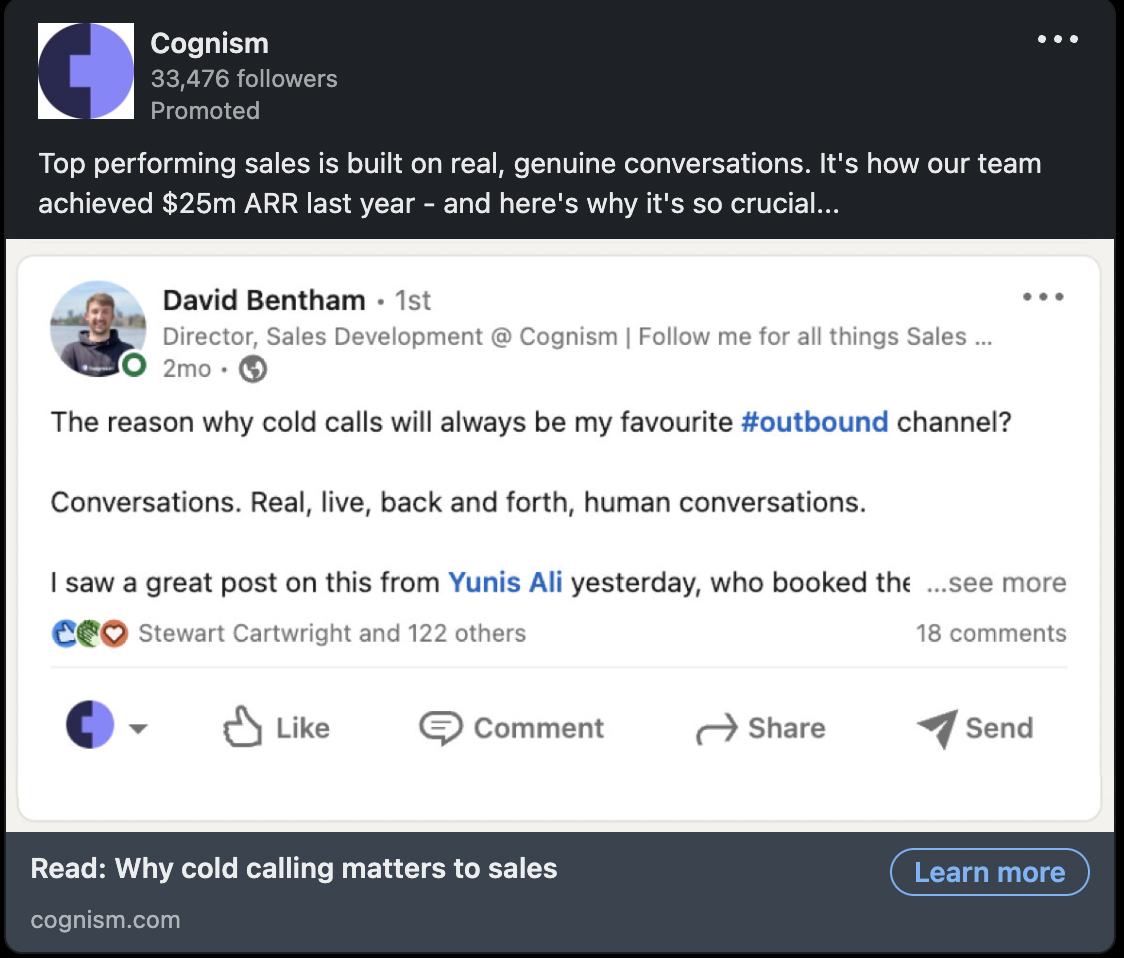 Cognism
33,476 followers
Promoted
Top performing sales is built on real, genuine conversations. It's how our team
achieved $25m ARR last year - and here's why it's so crucial...
David Bentham • 1st
Director, Sales Development @ Cognism | Follow me for all things Sales ...
2mo •
The reason why cold calls will always be my favourite #outbound channel?
Conversations. Real, live, back and forth, human conversations.
I saw a great post on this from Yunis Ali yesterday, who booked the ...see more
Stewart Cartwright and 122 others 18 comments
Like Comment Share Send
Read: Why cold calling matters to sales
Learn more
cognism.com